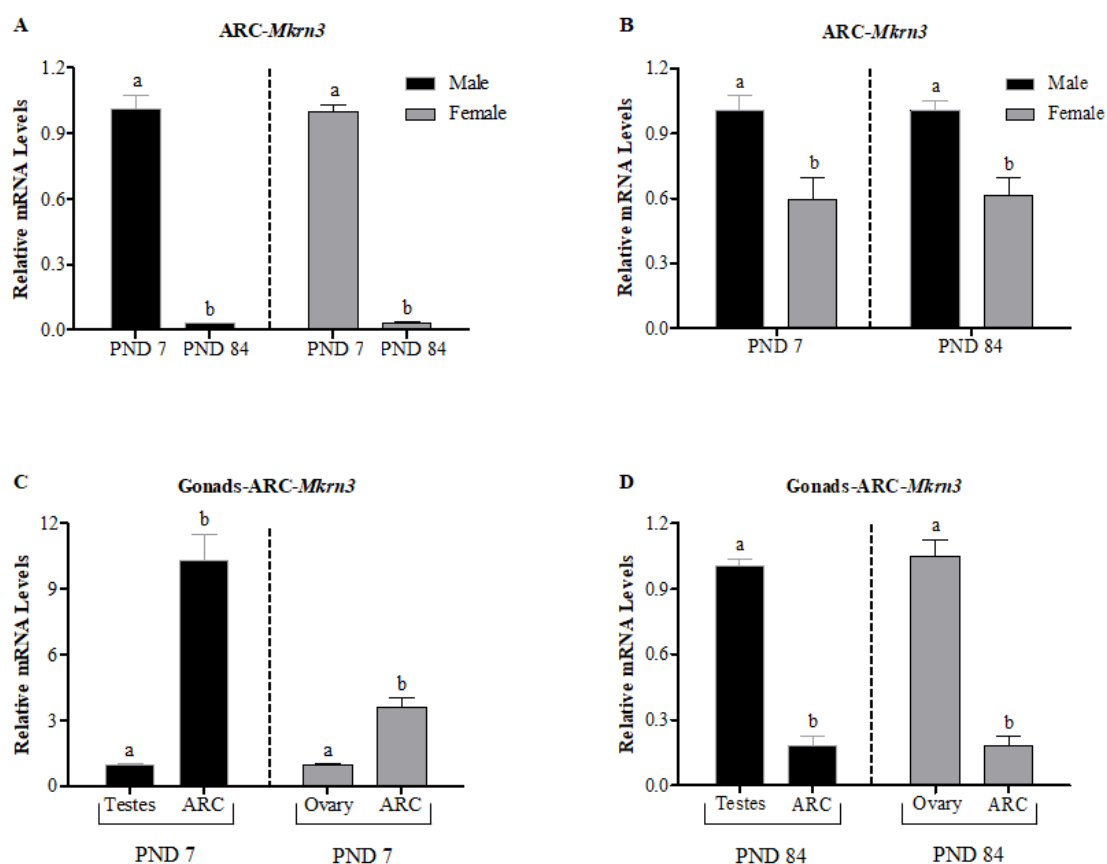 A
ARC-Mkrn3
Relative mRNA Levels
1.2
0.9
0.6
0.3
0.0
a
b
a
b
Male
Female
PND 7
PND 84
PND 7
PND 84
B
ARC-Mkrn3
Relative mRNA Levels
1.2
0.9
0.6
0.3
0.0
a
b
a
b
Male
Female
PND 7
PND 84
C
Gonads-ARC-Mkrn3
Relative mRNA Levels
12
9
6
3
0
a
b
a
b
Testes
ARC
Ovary
ARC
PND 7
PND 7
D
Gonads-ARC-Mkrn3
Relative mRNA Levels
1.2
0.9
0.6
0.3
0.0
a
b
a
b
Testes
ARC
Ovary
ARC
PND 84
PND 84